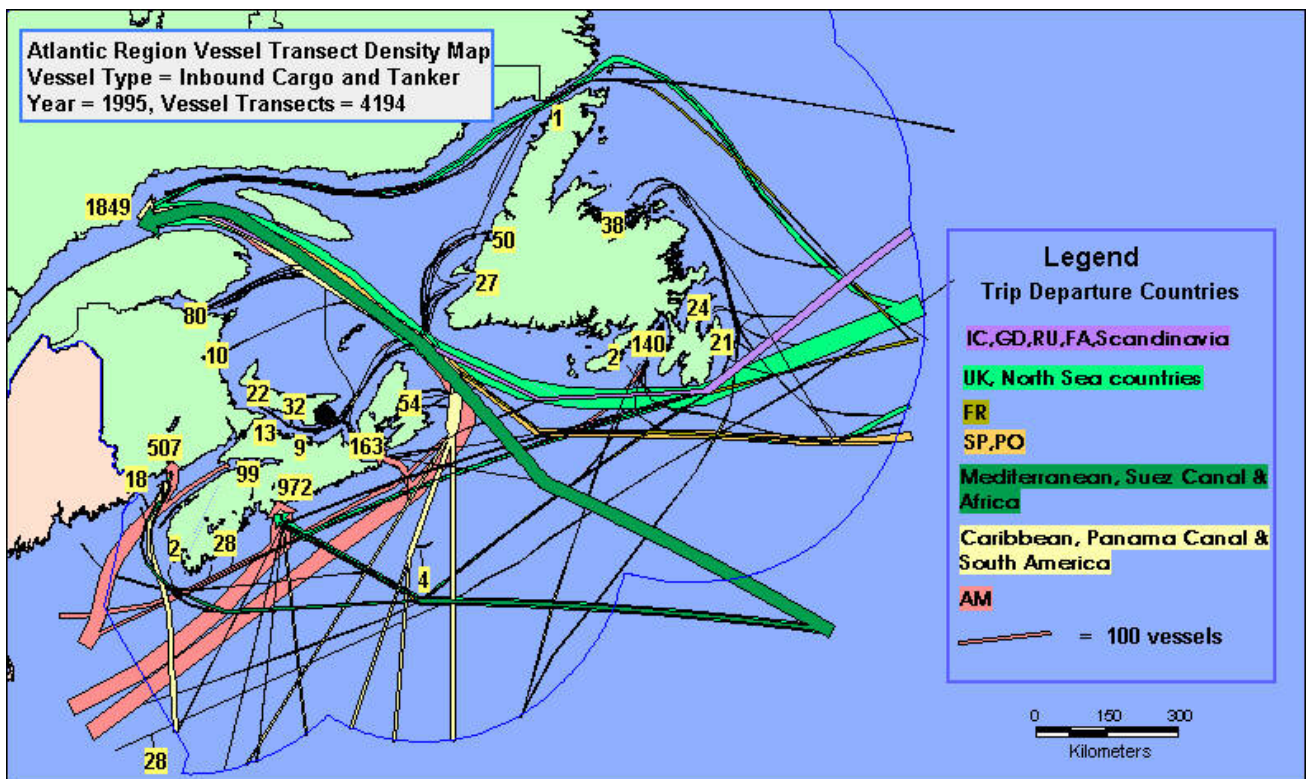 Atlantic Region Vessel Transect Density Map
Vessel Type = Inbound Cargo and Tanker
Year = 1995, Vessel Transects = 4194
1
1849
38
50
27
80
24
140
21
10
2
22
54
32
13
9
163
507
99
18
972
28
2
4
28
Legend
Trip Departure Countries
IC,GD,RU,FA,Scandinavia
UK, North Sea countries
FR
SP,PO
Mediterranean, Suez Canal &
Africa
Caribbean, Panama Canal &
South America
AM
= 100 vessels
0 150 300
Kilometers